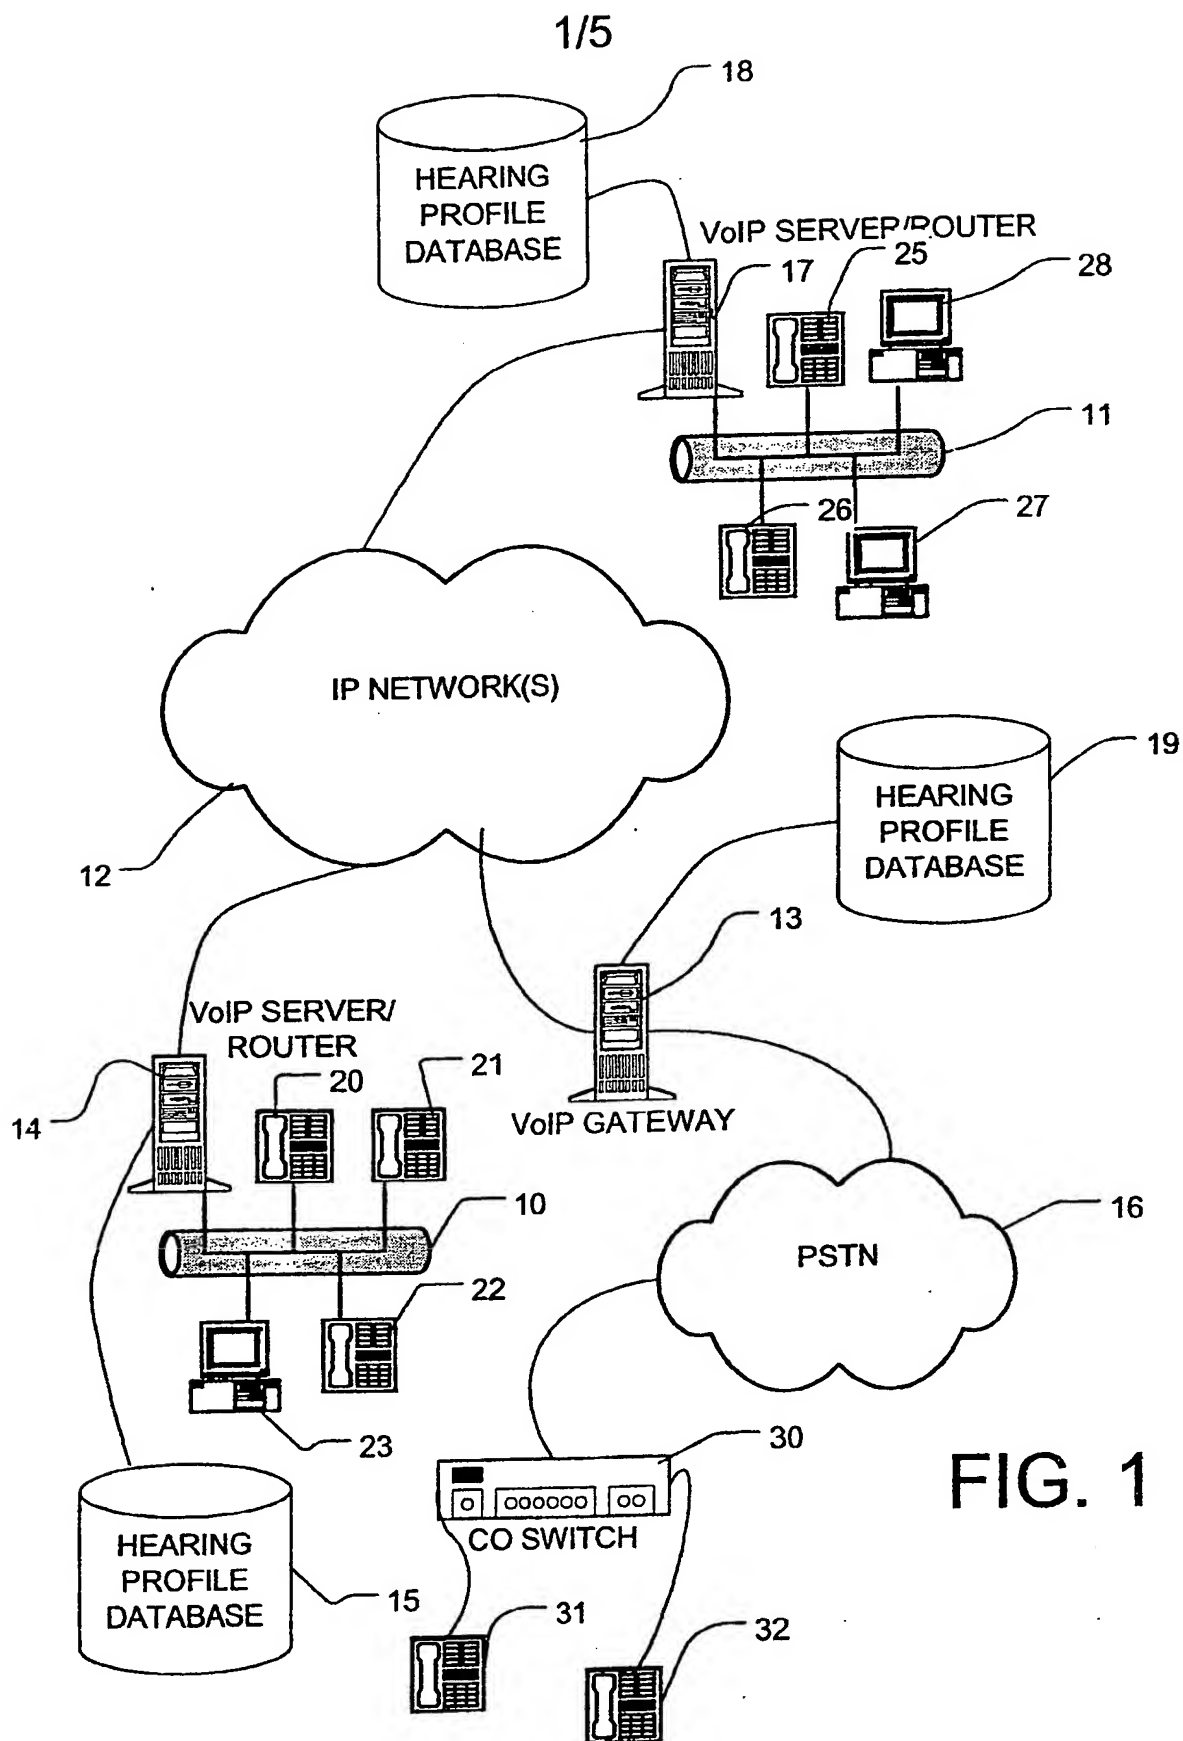 1/5
18
HEARING
PROFILE
DATABASE
VoIP SERVER/ROUTER
17
25
28
11
26
27
IP NETWORK(S)
12
19
HEARING
PROFILE
DATABASE
13
VoIP GATEWAY
VoIP SERVER/
ROUTER
14
20
21
10
22
23
16
PSTN
30
CO SWITCH
FIG. 1
HEARING
PROFILE
DATABASE
15
31
32